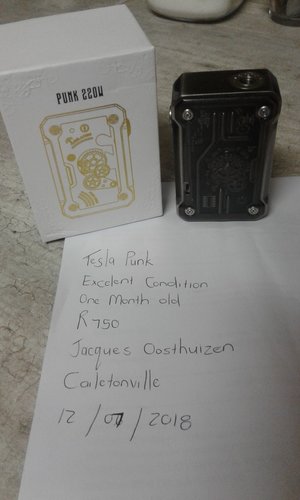 PUNK 220W
Tesla Punk
Excelent Condition
One Month old
R750
Jacques Oosthuizen
Carletonville
12/07/2018